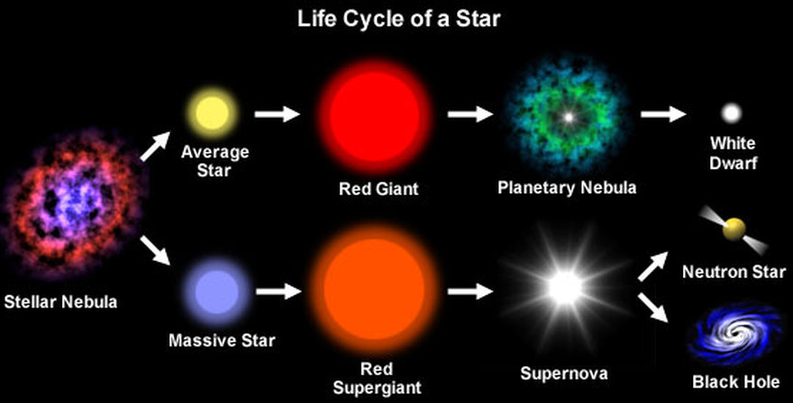 Life Cycle of a Star
Average
Star
Red Giant
Planetary Nebula
White
Dwarf
Stellar Nebula
Massive Star
Red
Supergiant
Supernova
Neutron Star
Black Hole